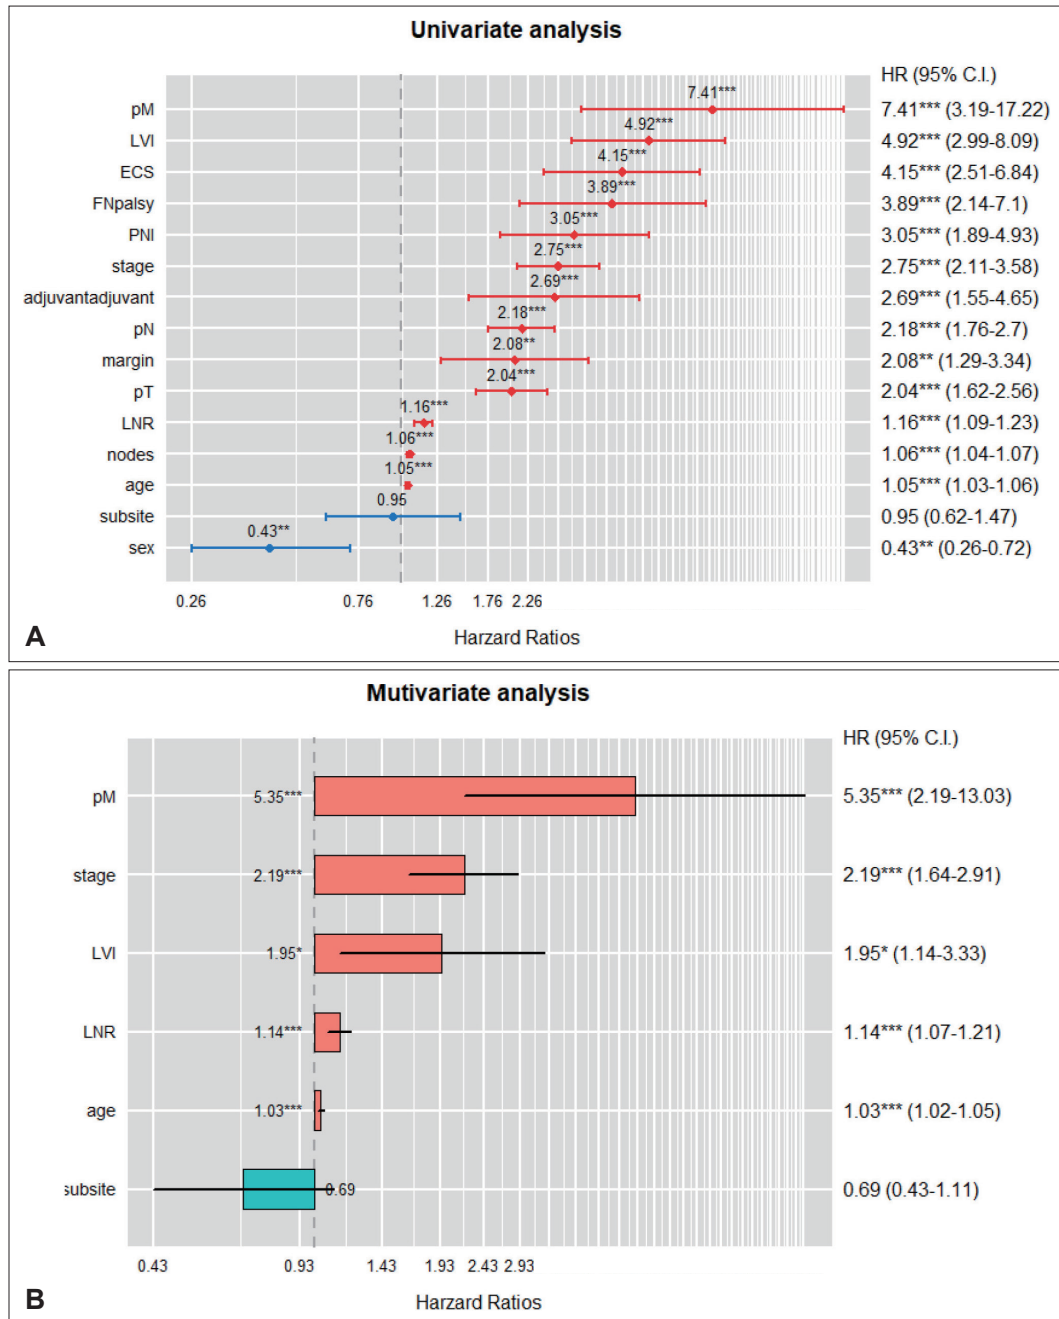 Univariate analysis
HR (95% C.I.)
pM 7.41*** 7.41*** (3.19-17.22)
LVI 4.92*** 4.92*** (2.99-8.09)
ECS 4.15*** 4.15*** (2.51-6.84)
FNpalsy 3.89*** 3.89*** (2.14-7.1)
PNI 3.05*** 3.05*** (1.89-4.93)
stage 2.75*** 2.75*** (2.11-3.58)
adjuvantadjuvant 2.69*** 2.69*** (1.55-4.65)
pN 2.18*** 2.18*** (1.76-2.7)
margin 2.08** 2.08** (1.29-3.34)
pT 2.04*** 2.04*** (1.62-2.56)
LNR 1.16*** 1.16*** (1.09-1.23)
nodes 1.06*** 1.06*** (1.04-1.07)
age 1.05*** 1.05*** (1.03-1.06)
subsite 0.95 0.95 (0.62-1.47)
sex 0.43** 0.43** (0.26-0.72)
0.26 0.76 1.26 1.76 2.26
A
Harzard Ratios
Mutivariate analysis
HR (95% C.I.)
pM 5.35*** 5.35*** (2.19-13.03)
stage 2.19*** 2.19*** (1.64-2.91)
LVI 1.95* 1.95* (1.14-3.33)
LNR 1.14*** 1.14*** (1.07-1.21)
age 1.03*** 1.03*** (1.02-1.05)
subsite 0.69 0.69 (0.43-1.11)
0.43 0.93 1.43 1.93 2.43 2.93
B
Harzard Ratios